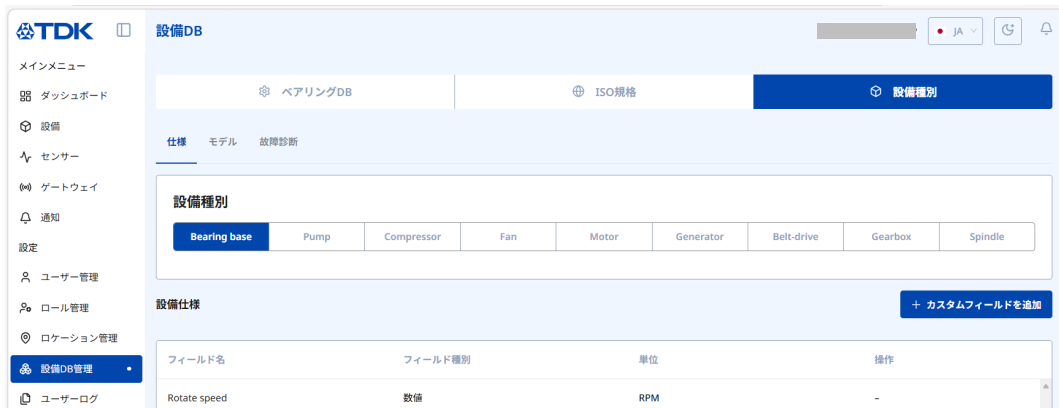 TDK
設備DB
JA
メインメニュー
ダッシュボード
設備
センサー
ゲートウェイ
通知
設定
ユーザー管理
ロール管理
ロケーション管理
設備DB管理
ユーザーログ
ベアリングDB
ISO規格
設備種別
仕様
モデル
故障診断
設備種別
Bearing base
Pump
Compressor
Fan
Motor
Generator
Belt-drive
Gearbox
Spindle
設備仕様
+ カスタムフィールドを追加
フィールド名 フィールド種別 単位 操作
Rotate speed 数値 RPM –